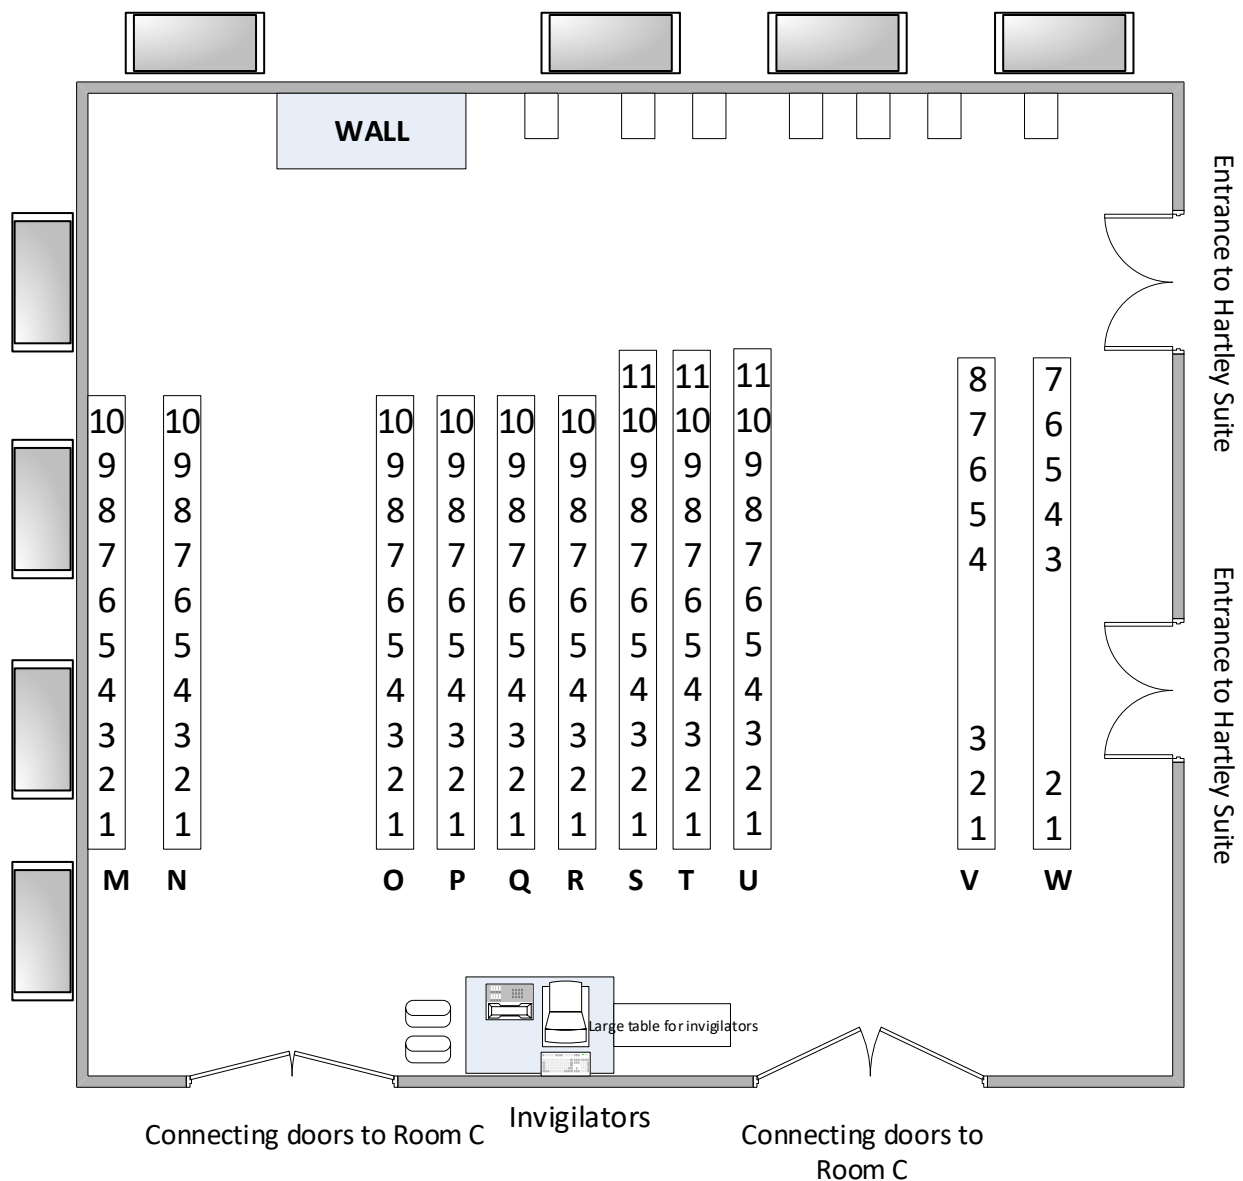 WALL
Entrance to Hartley Suite
11 11 11 8 7
10 10 10 10 10 10 10 10 10 7 6
9 9 9 9 9 9 9 9 9 6 5
8 8 8 8 8 8 8 8 8 5 4
7 7 7 7 7 7 7 7 7 4 3
6 6 6 6 6 6 6 6 6
5 5 5 5 5 5 5 5 5
4 4 4 4 4 4 4 4 4
3 3 3 3 3 3 3 3 3 3
2 2 2 2 2 2 2 2 2 2 2
1 1 1 1 1 1 1 1 1 1 1
M N O P Q R S T U V W
Entrance to Hartley Suite
Large table for invigilators
Invigilators
Connecting doors to Room C
Connecting doors to
Room C